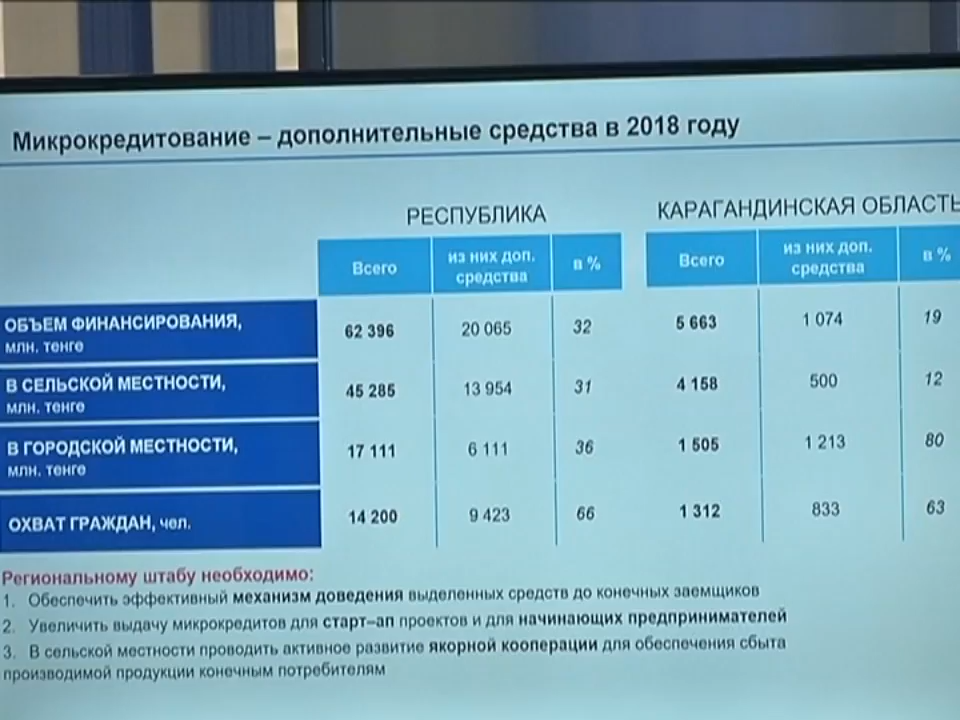 Микрокредитование – дополнительные средства в 2018 году
РЕСПУБЛИКА КАРАГАНДИНСКАЯ ОБЛАСТЬ
Всего из них доп. средства в % Всего из них доп. средства в %
ОБЪЕМ ФИНАНСИРОВАНИЯ, млн. тенге 62 396 20 065 32 5 663 1 074 19
В СЕЛЬСКОЙ МЕСТНОСТИ, млн. тенге 45 285 13 954 31 4 158 500 12
В ГОРОДСКОЙ МЕСТНОСТИ, млн. тенге 17 111 6 111 36 1 505 1 213 80
ОХВАТ ГРАЖДАН, чел. 14 200 9 423 66 1 312 833 63
Региональному штабу необходимо:
1. Обеспечить эффективный механизм доведения выделенных средств до конечных заемщиков
2. Увеличить выдачу микрокредитов для старт–ап проектов и для начинающих предпринимателей
3. В сельской местности проводить активное развитие якорной кооперации для обеспечения сбыта
производимой продукции конечным потребителям